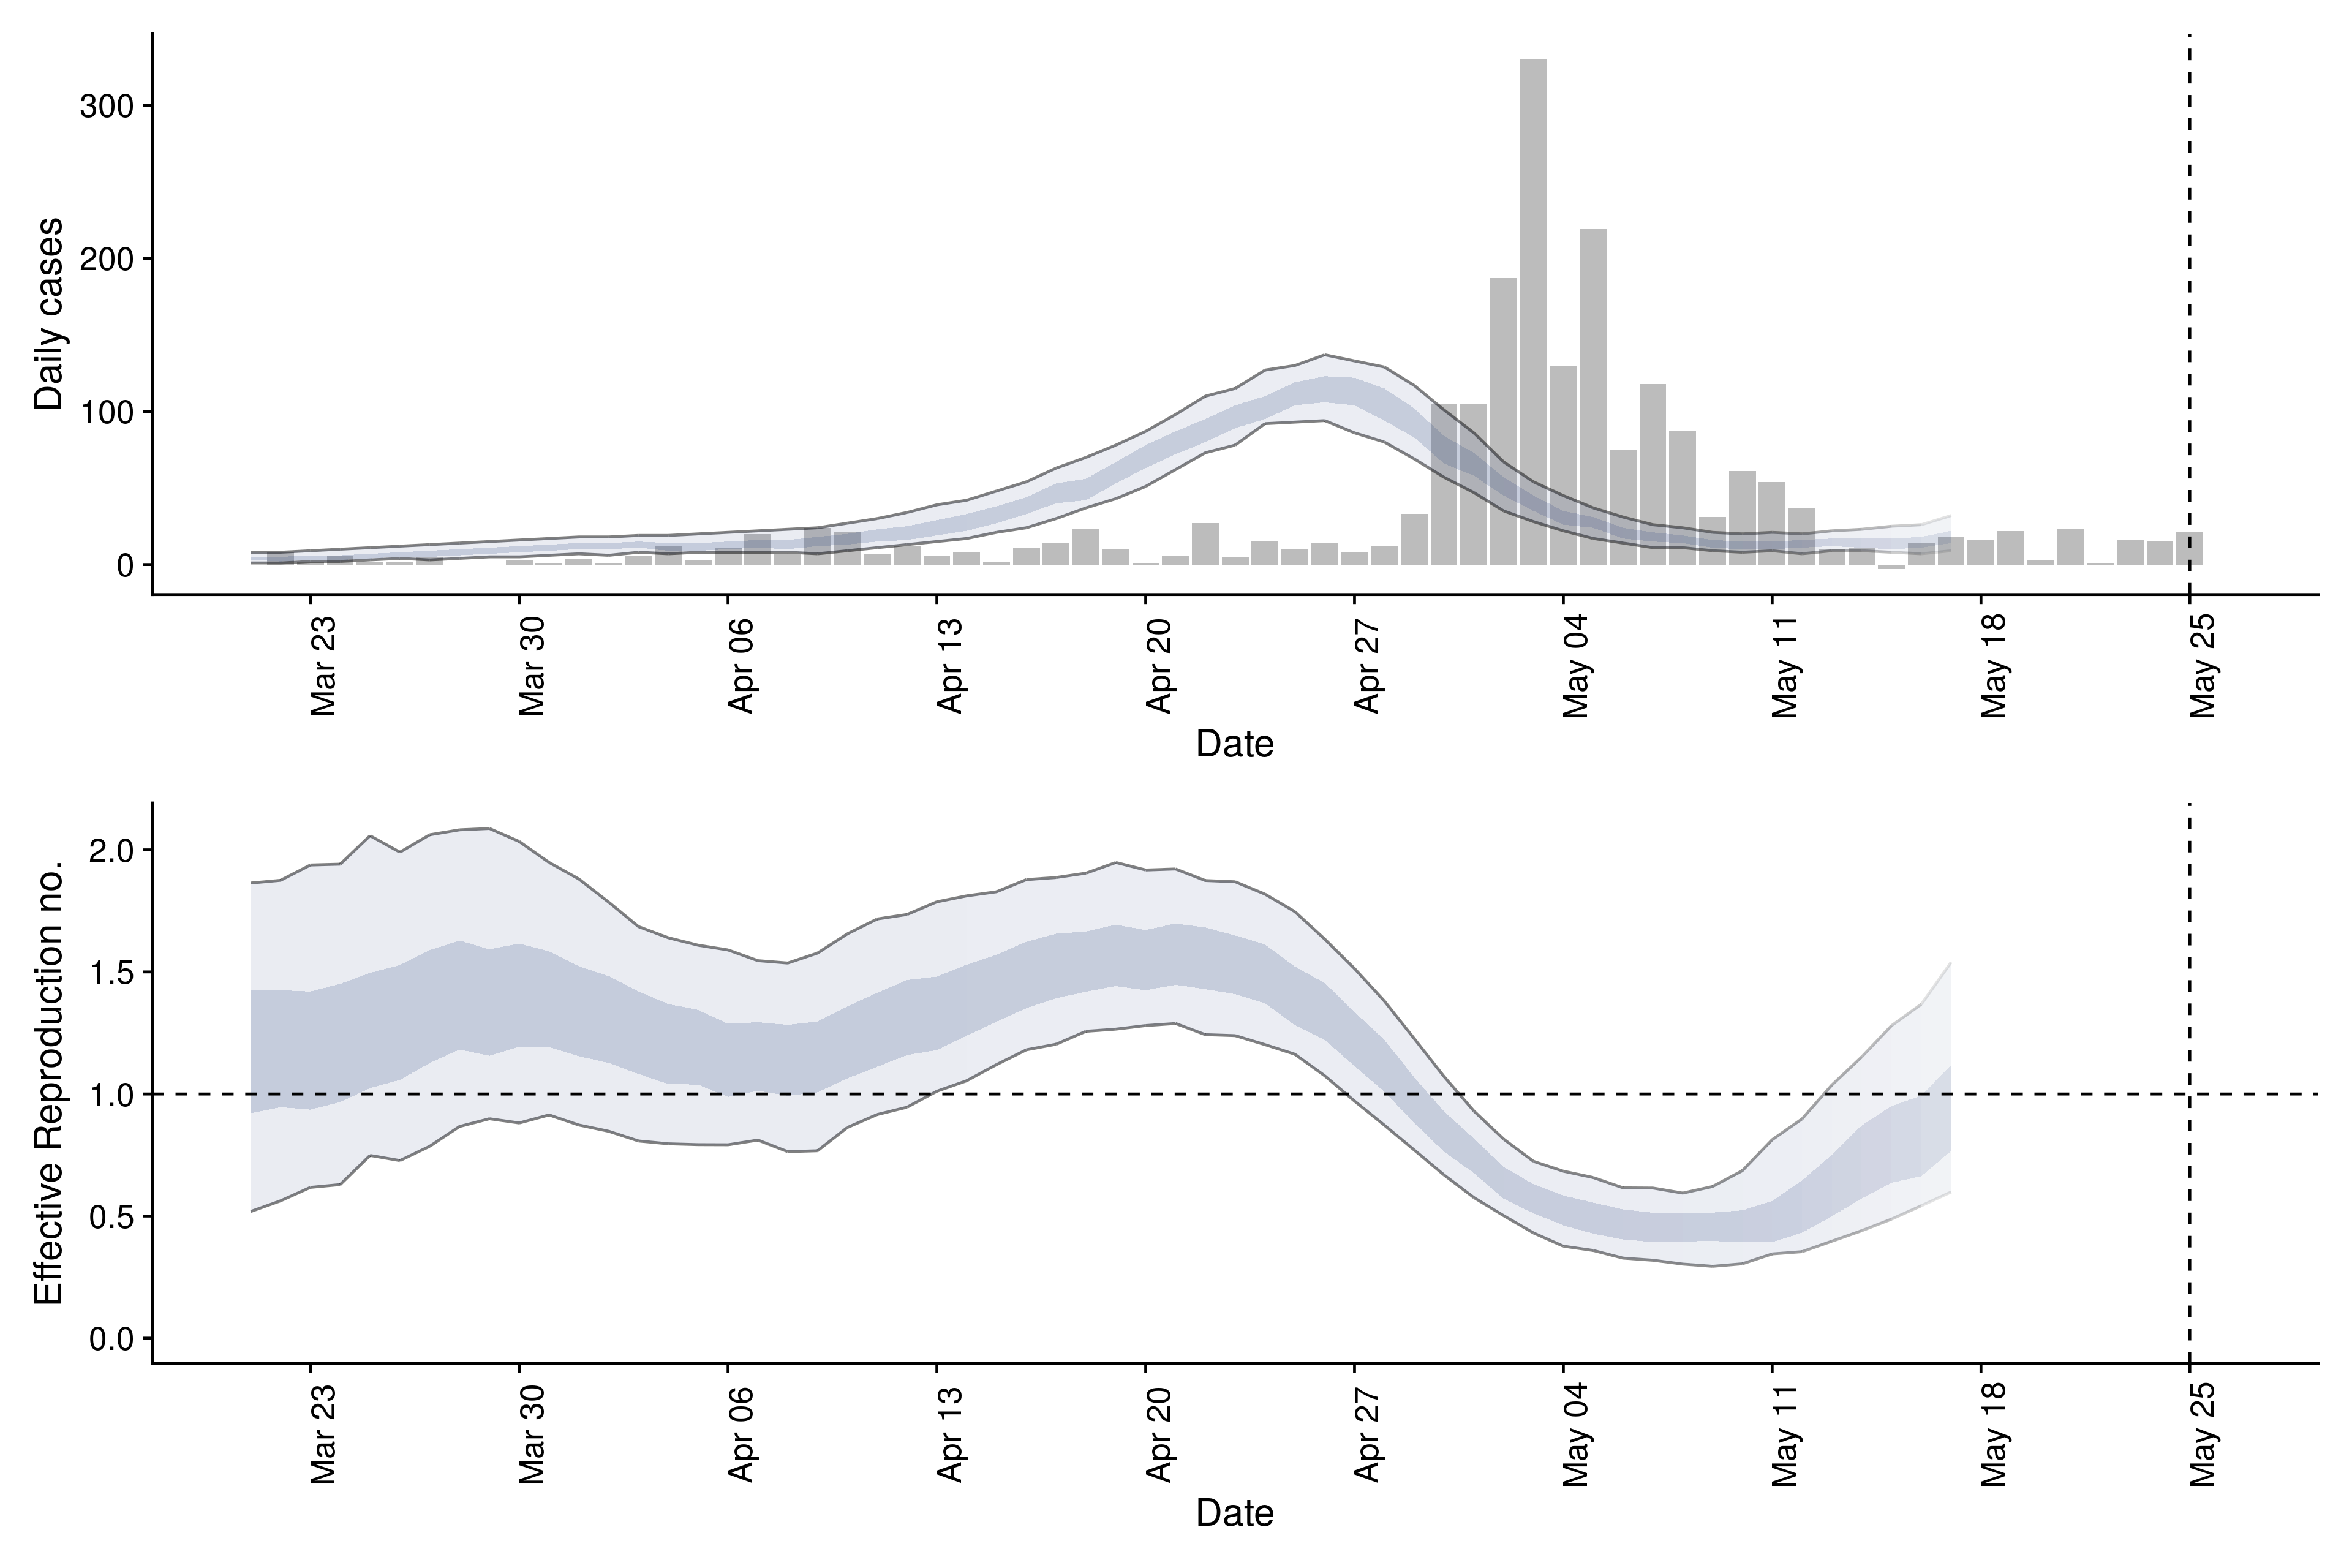 Daily cases
300
200
100
0
Mar 23
Mar 30
Apr 06
Apr 13
Apr 20
Apr 27
May 04
May 11
May 18
May 25
Date
Effective Reproduction no.
2.0
1.5
1.0
0.5
0.0
Mar 23
Mar 30
Apr 06
Apr 13
Apr 20
Apr 27
May 04
May 11
May 18
May 25
Date